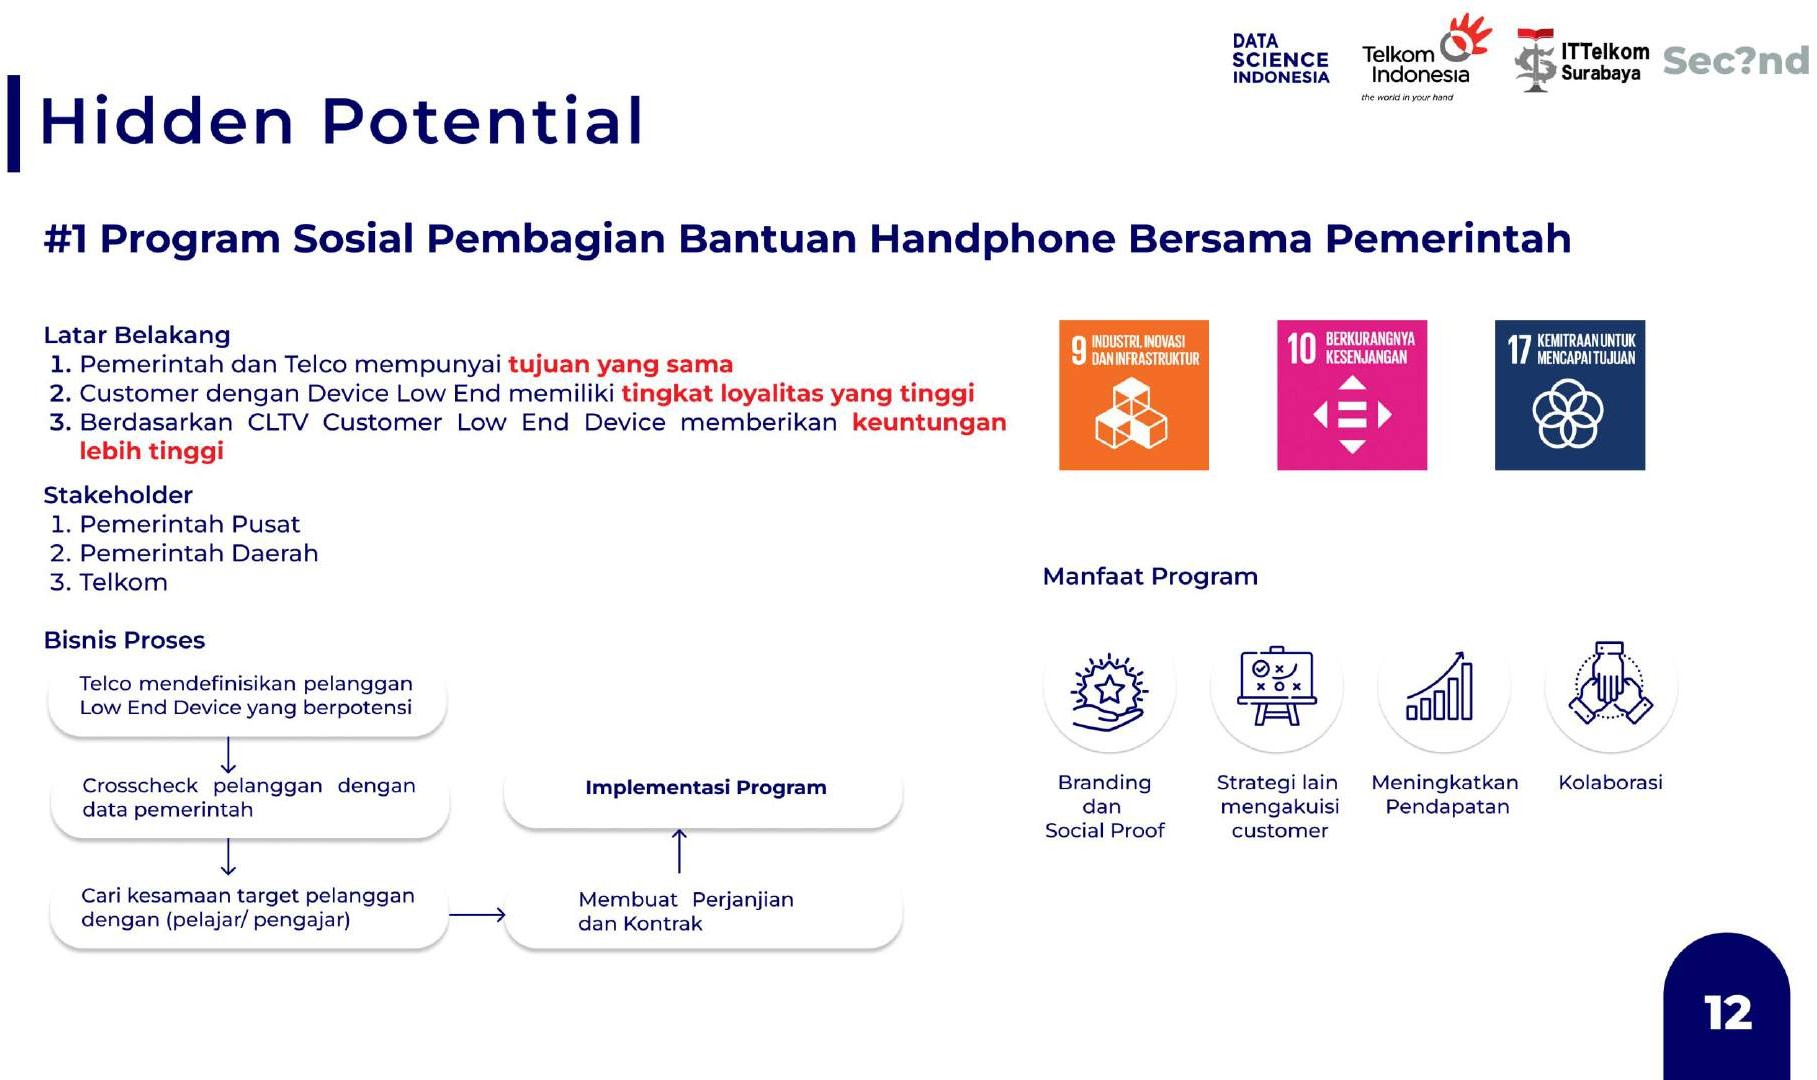 DATA
SCIENCE
INDONESIA
Telkom
Indonesia
the world in your hand
ITTelkom
Surabaya
Sec?nd
Hidden Potential
#1 Program Sosial Pembagian Bantuan Handphone Bersama Pemerintah
Latar Belakang
1. Pemerintah dan Telco mempunyai tujuan yang sama
2. Customer dengan Device Low End memiliki tingkat loyalitas yang tinggi
3. Berdasarkan CLTV Customer Low End Device memberikan keuntungan
lebih tinggi
Stakeholder
1. Pemerintah Pusat
2. Pemerintah Daerah
3. Telkom
Bisnis Proses
Telco mendefinisikan pelanggan
Low End Device yang berpotensi
Crosscheck pelanggan dengan
data pemerintah
Cari kesamaan target pelanggan
dengan (pelajar/ pengajar)
Membuat Perjanjian
dan Kontrak
Implementasi Program
9 INDUSTRI, INOVASI
DAN INFRASTRUKTUR
10 BERKURANGNYA
KESENJANGAN
17 KEMITRAAN UNTUK
MENCAPAI TUJUAN
Manfaat Program
Branding
dan
Social Proof
Strategi lain
mengakuisi
customer
Meningkatkan
Pendapatan
Kolaborasi
12